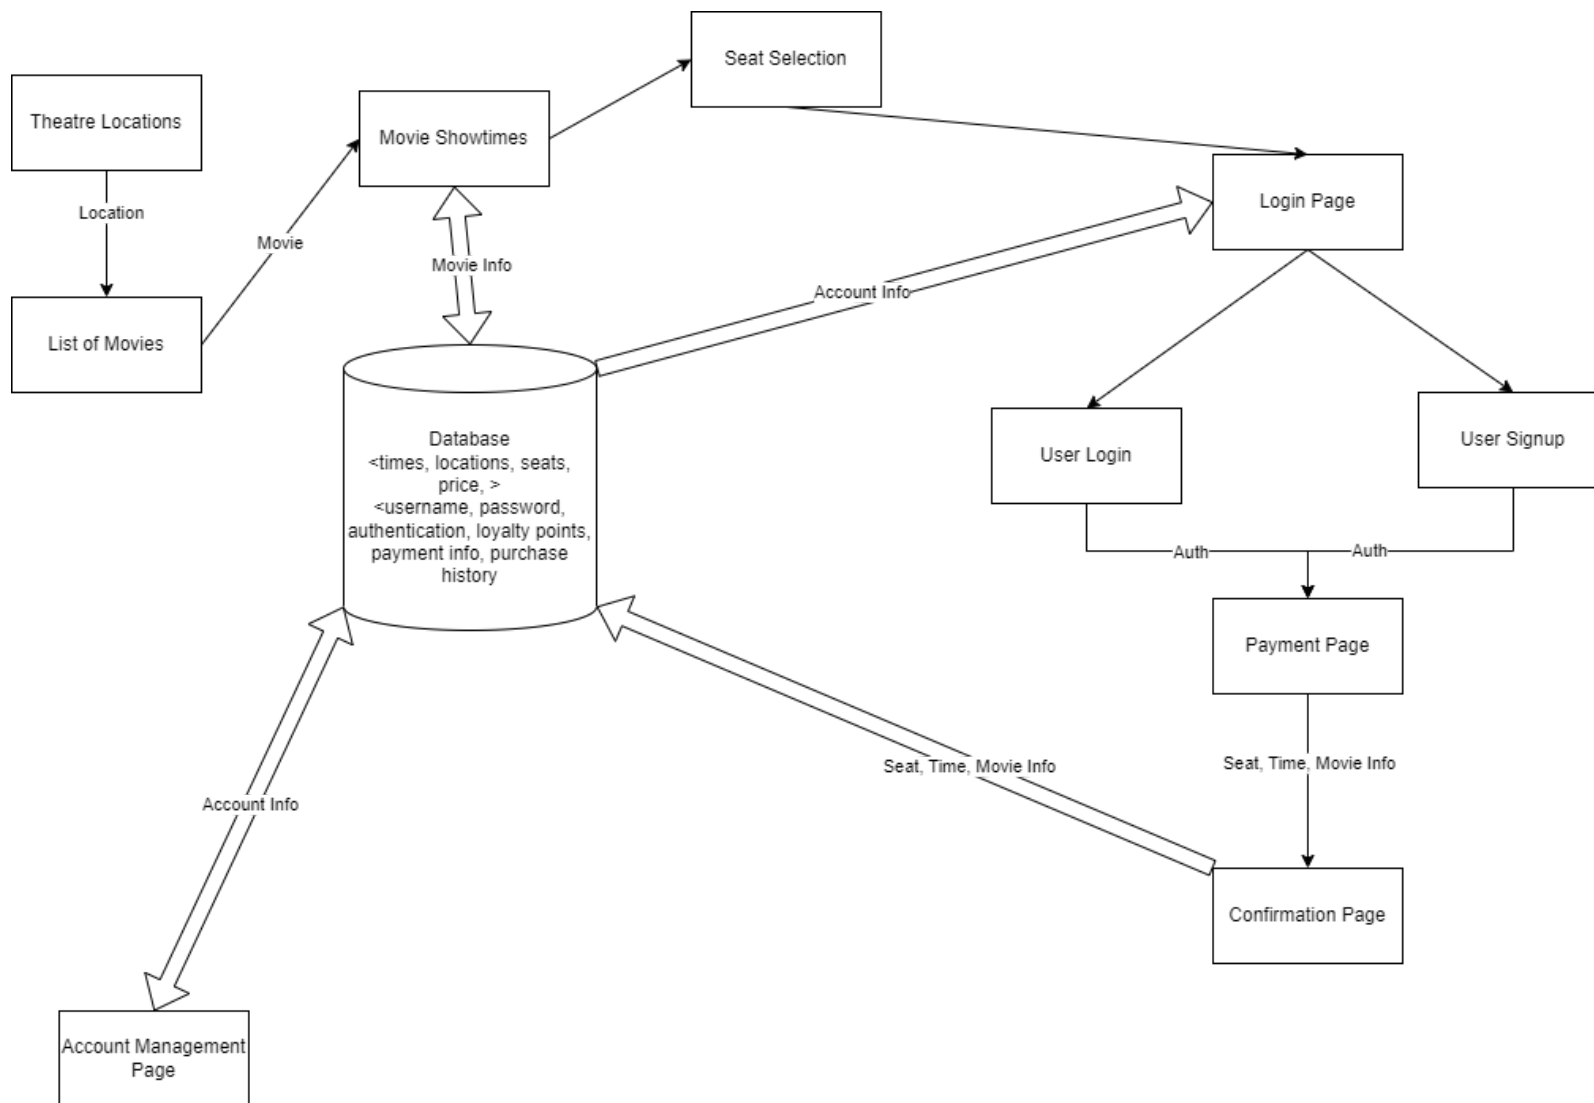 Seat Selection
Theatre Locations
Movie Showtimes
Login Page
Location
Movie
Movie Info
Account Info
List of Movies
User Login
User Signup
Database
<times, locations, seats,
price, >
<username, password,
authentication, loyalty points,
payment info, purchase
history
Auth
Auth
Payment Page
Seat, Time, Movie Info
Seat, Time, Movie Info
Account Info
Confirmation Page
Account Management
Page